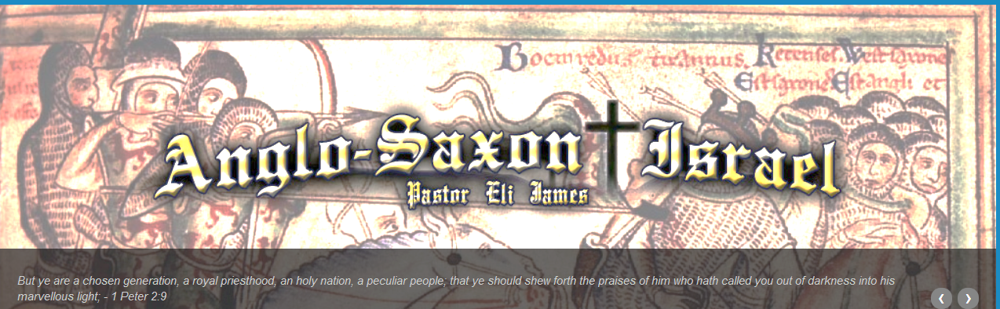 Boemredus tirannus.
Anglo-Saxon Israel
Pastor Eli James
But ye are a chosen generation, a royal priesthood, an holy nation, a peculiar people; that ye should shew forth the praises of him who hath called you out of darkness into his
marvellous light; - 1 Peter 2:9